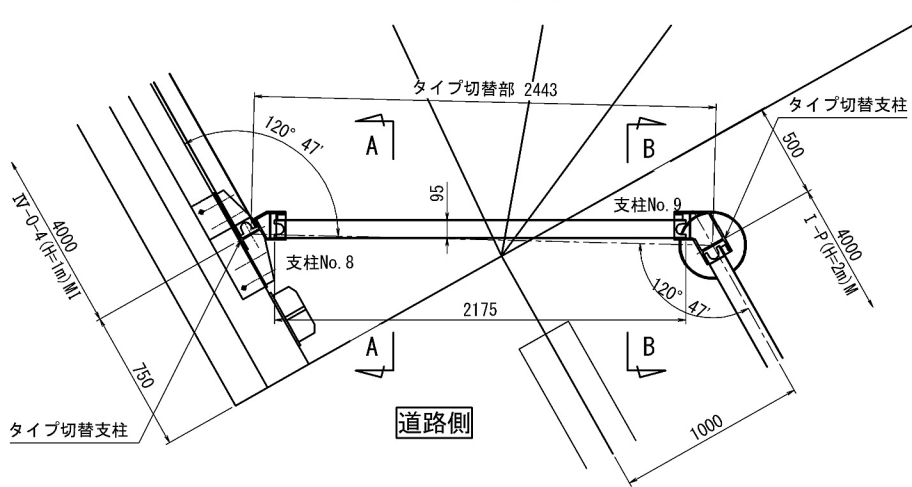 タイプ切替部 2443
タイプ切替支柱
120° 47′
A
B
500
95
支柱No.9
Ⅳ-O-4(H=1m)MI
4000
Ⅰ-P(H=2m)M
4000
支柱No.8
120° 47′
2175
A
B
750
タイプ切替支柱
道路側
1000